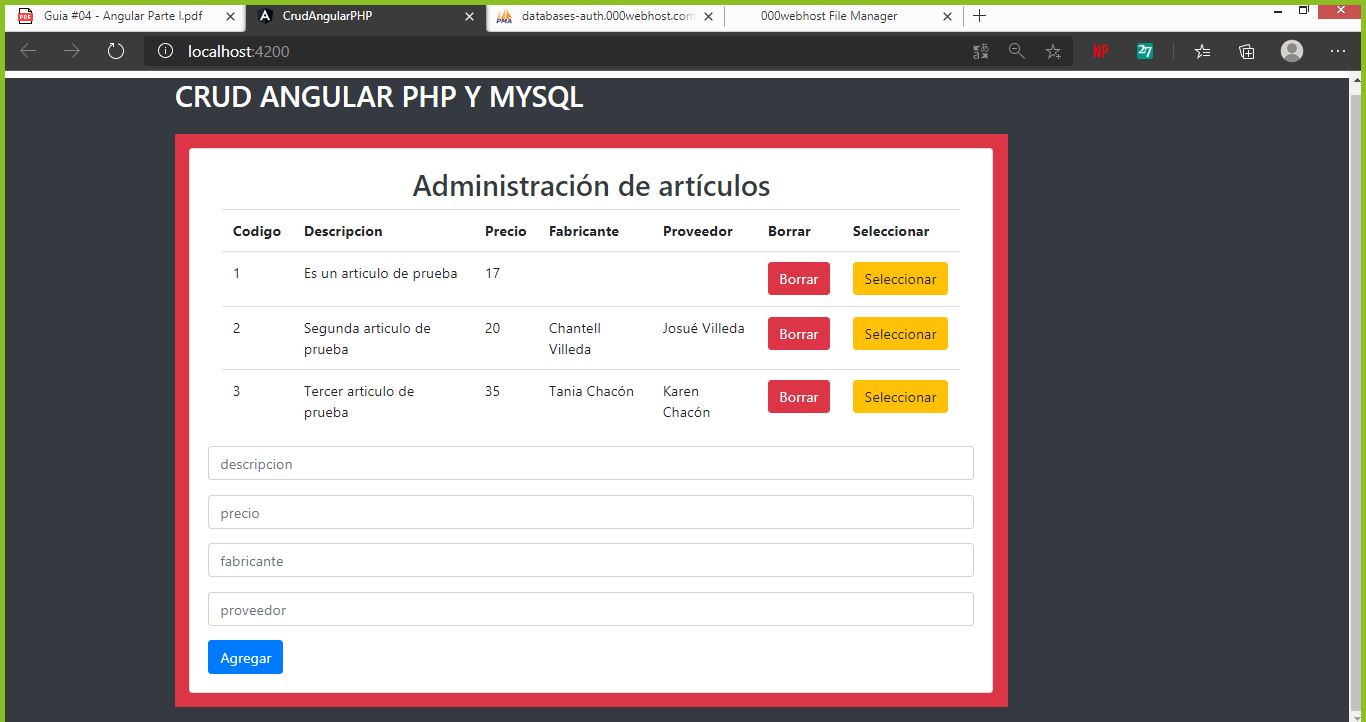 Guia #04 - Angular Parte I.pdf
CrudAngularPHP
databases-auth.000webhost.com
000webhost File Manager
localhost:4200
NP
27
CRUD ANGULAR PHP Y MYSQL
Administración de artículos
Codigo Descripcion Precio Fabricante Proveedor Borrar Seleccionar
1 Es un articulo de prueba 17 Borrar Seleccionar
2 Segunda articulo de prueba 20 Chantell Villeda Josué Villeda Borrar Seleccionar
3 Tercer articulo de prueba 35 Tania Chacón Karen Chacón Borrar Seleccionar
descripcion
precio
fabricante
proveedor
Agregar